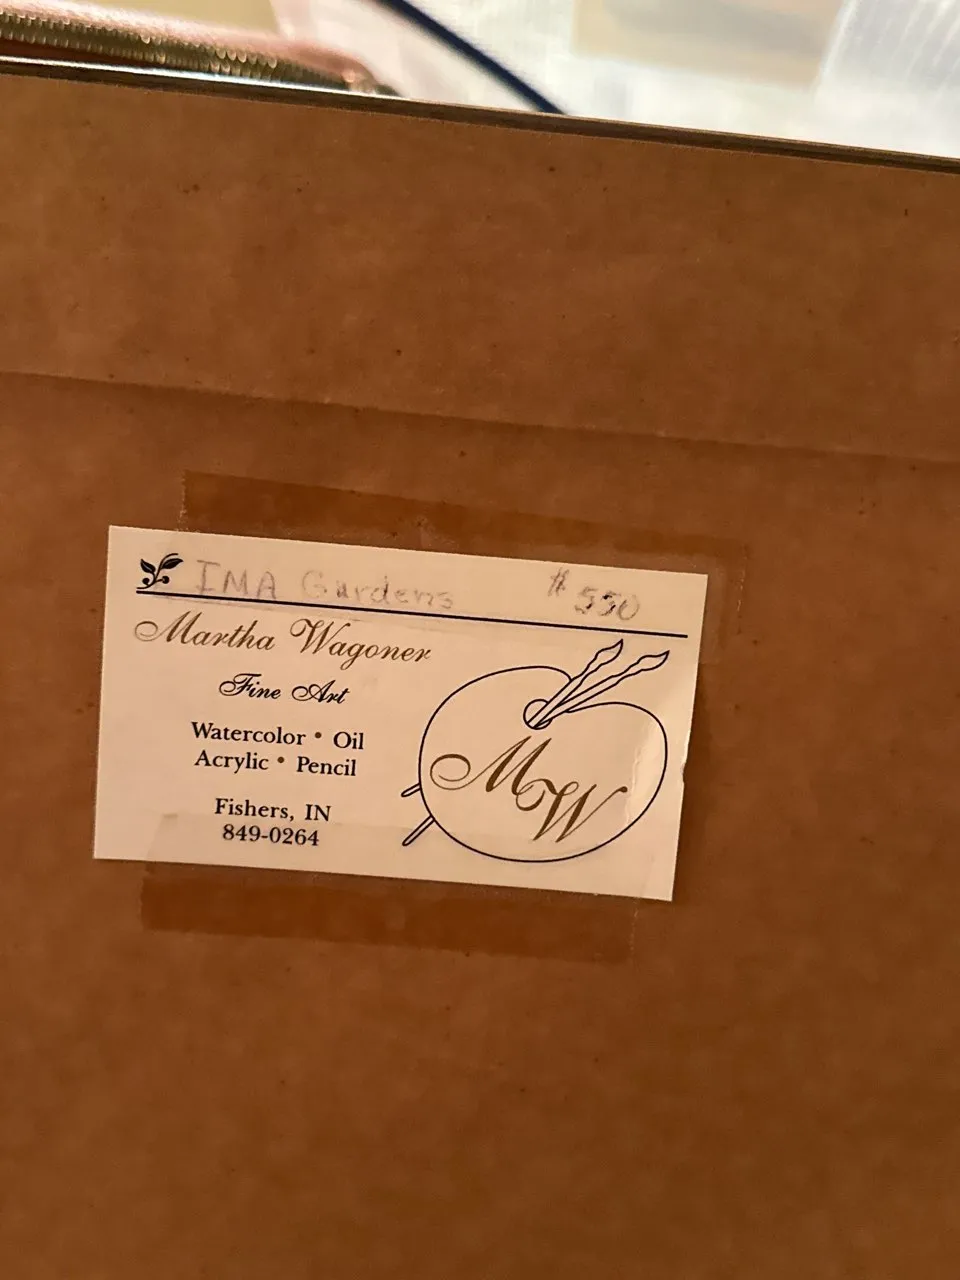 IMA Gardens $550
Martha Wagoner
Fine Art
Watercolor • Oil
Acrylic • Pencil
Fishers, IN
849-0264
MW